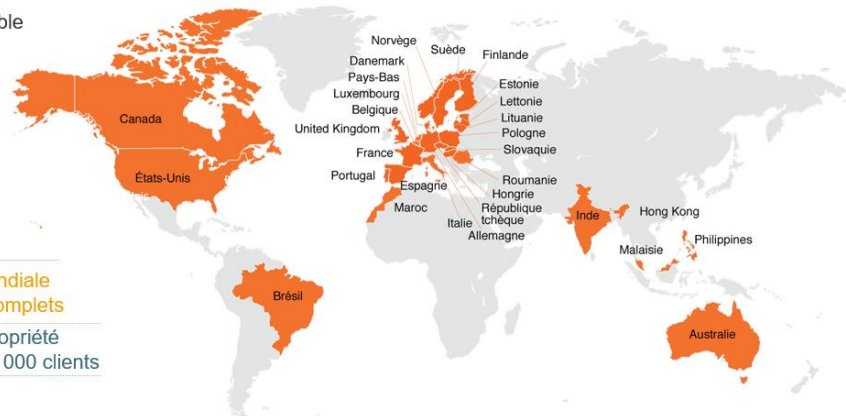 ble
Norvège
Suède
Finlande
Danemark
Pays-Bas
Luxembourg
Belgique
United Kingdom
France
Portugal
Espagne
Maroc
Estonie
Lettonie
Lituanie
Pologne
Slovaquie
Roumanie
Hongrie
République
tchèque
Italie
Allemagne
Canada
États-Unis
Brésil
Inde
Hong Kong
Malaisie
Philippines
Australie
ndiale
omplets
opriété
000 clients